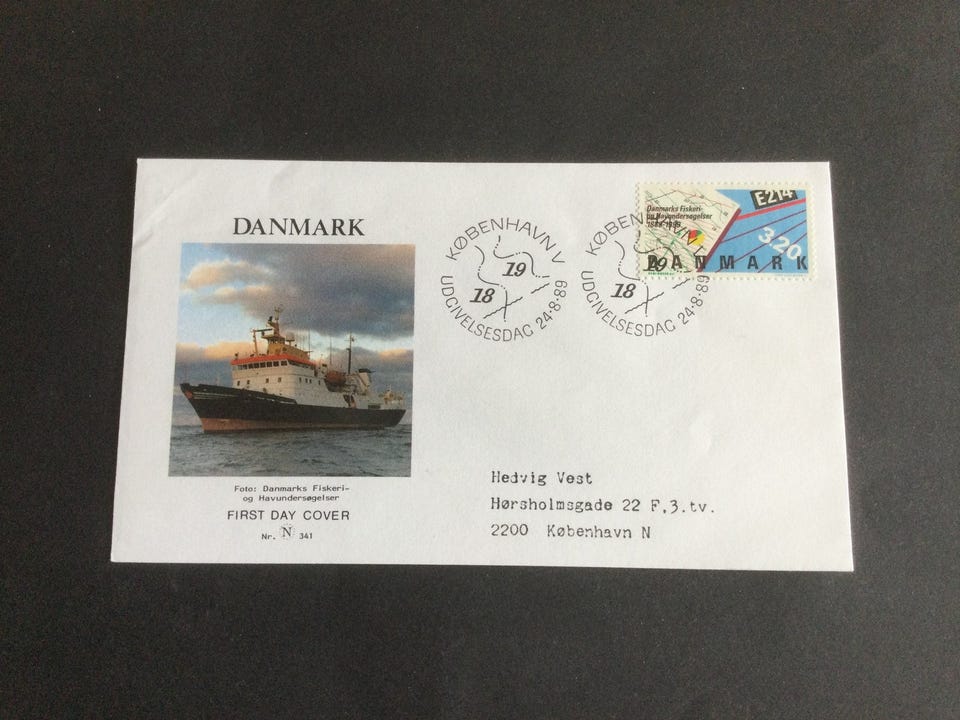 DANMARK
Foto: Danmarks Fiskeri-
og Havundersøgelser
FIRST DAY COVER
Nr. N 341
KØBENHAVN V
19
18
UDGIVELSESDAG 24·8·89
KØBENHAVN V
19
18
UDGIVELSESDAG 24·8·89
Danmarks Fiskeri-
og Havundersøgelser
E214
3.20
DANMARK
Hedvig Vest
Hørsholmsgade 22 F,3.tv.
2200 København N